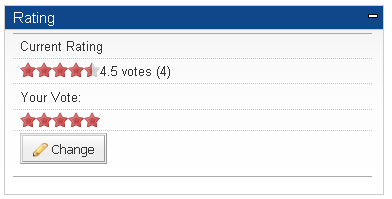 Rating
Current Rating
4.5 votes (4)
Your Vote:
Change